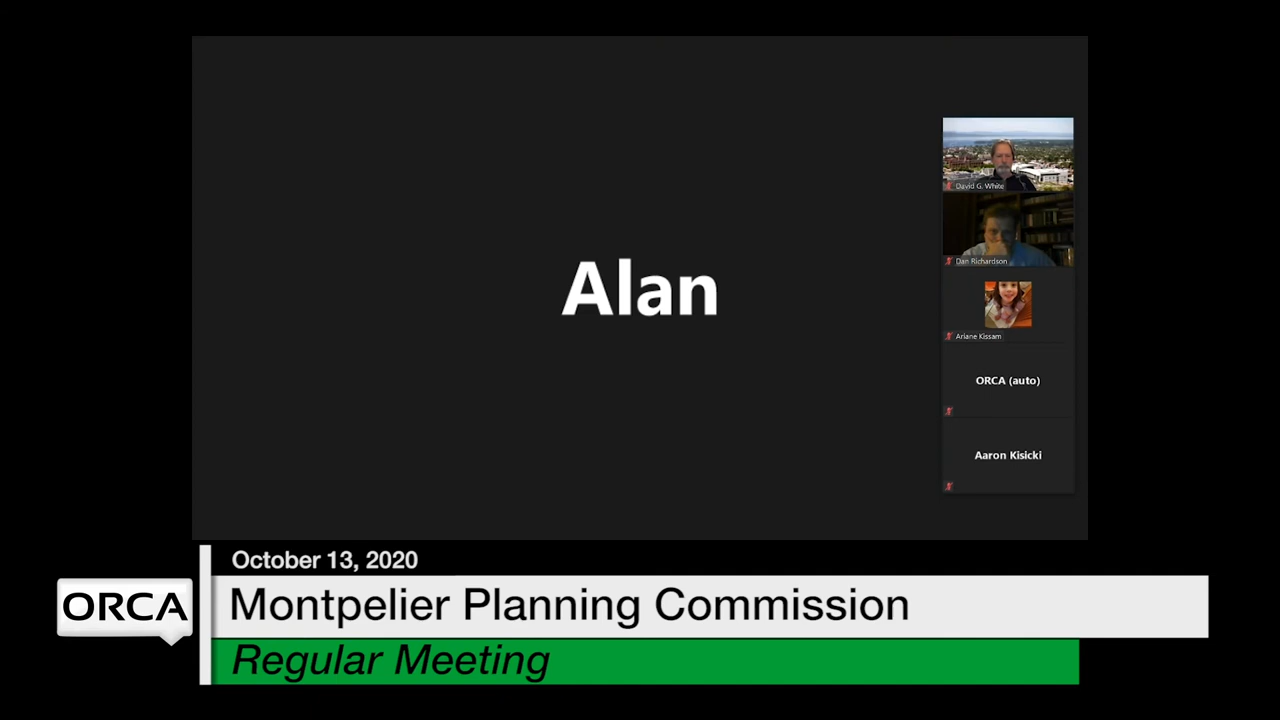 Alan
David G. White
Dan Richardson
Ariane Kissam
ORCA (auto)
Aaron Kisicki
October 13, 2020
ORCA
Montpelier Planning Commission
Regular Meeting